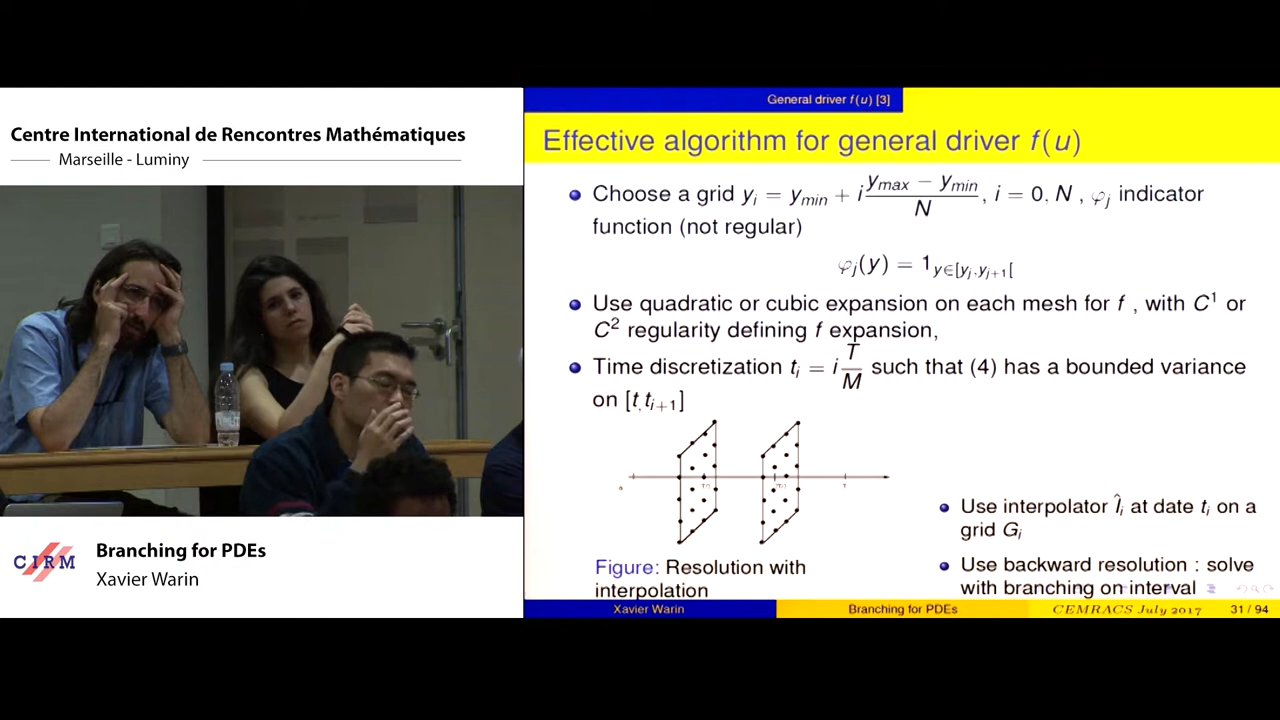 Centre International de Rencontres Mathématiques
Marseille - Luminy
CIRM
Branching for PDEs
Xavier Warin
General driver f(u) [3]
Effective algorithm for general driver f(u)
Choose a grid y_i = y_min + i (y_max − y_min)/N, i = 0, N , φ_j indicator
function (not regular)
φ_j(y) = 1_{y∈[y_j,y_{j+1}[}
Use quadratic or cubic expansion on each mesh for f , with C^1 or
C^2 regularity defining f expansion,
Time discretization t_i = i T/M such that (4) has a bounded variance
on [t, t_{i+1}]
Use interpolator Î_i at date t_i on a
grid G_i
Use backward resolution : solve
with branching on interval
Figure: Resolution with
interpolation
Xavier Warin
Branching for PDEs
CEMRACS July 2017
31 / 94